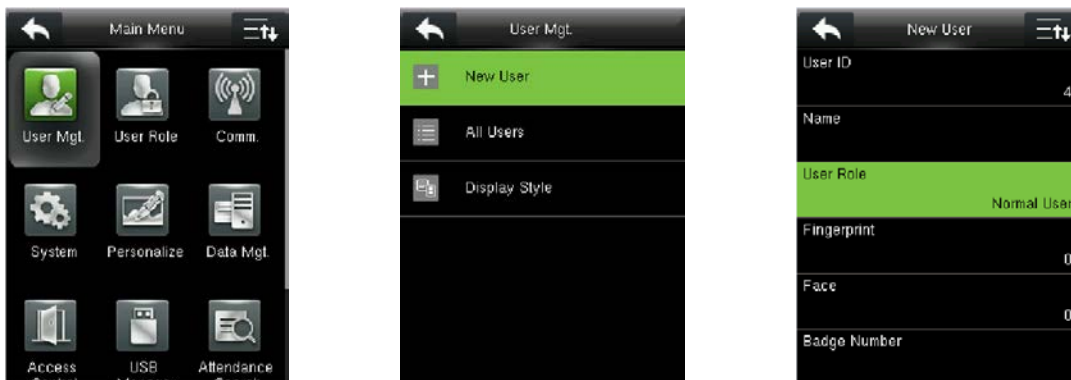 Main Menu
User Mgt.
User Role
Comm.
System
Personalize
Data Mgt.
Access
USB
Attendance
User Mgt.
New User
All Users
Display Style
New User
User ID
4
Name
User Role
Normal User
Fingerprint
0
Face
0
Badge Number